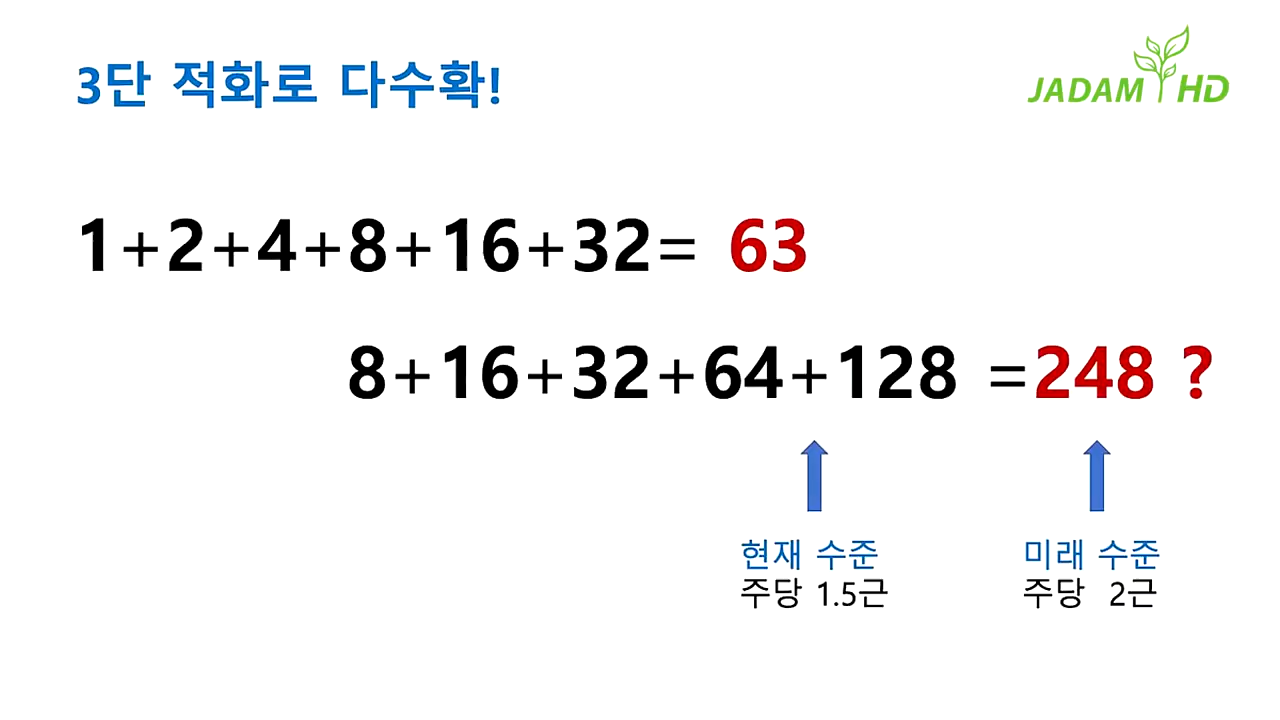 3단 적화로 다수확!
JADAM HD
1+2+4+8+16+32= 63
8+16+32+64+128 =248 ?
현재 수준
주당 1.5근
미래 수준
주당 2근